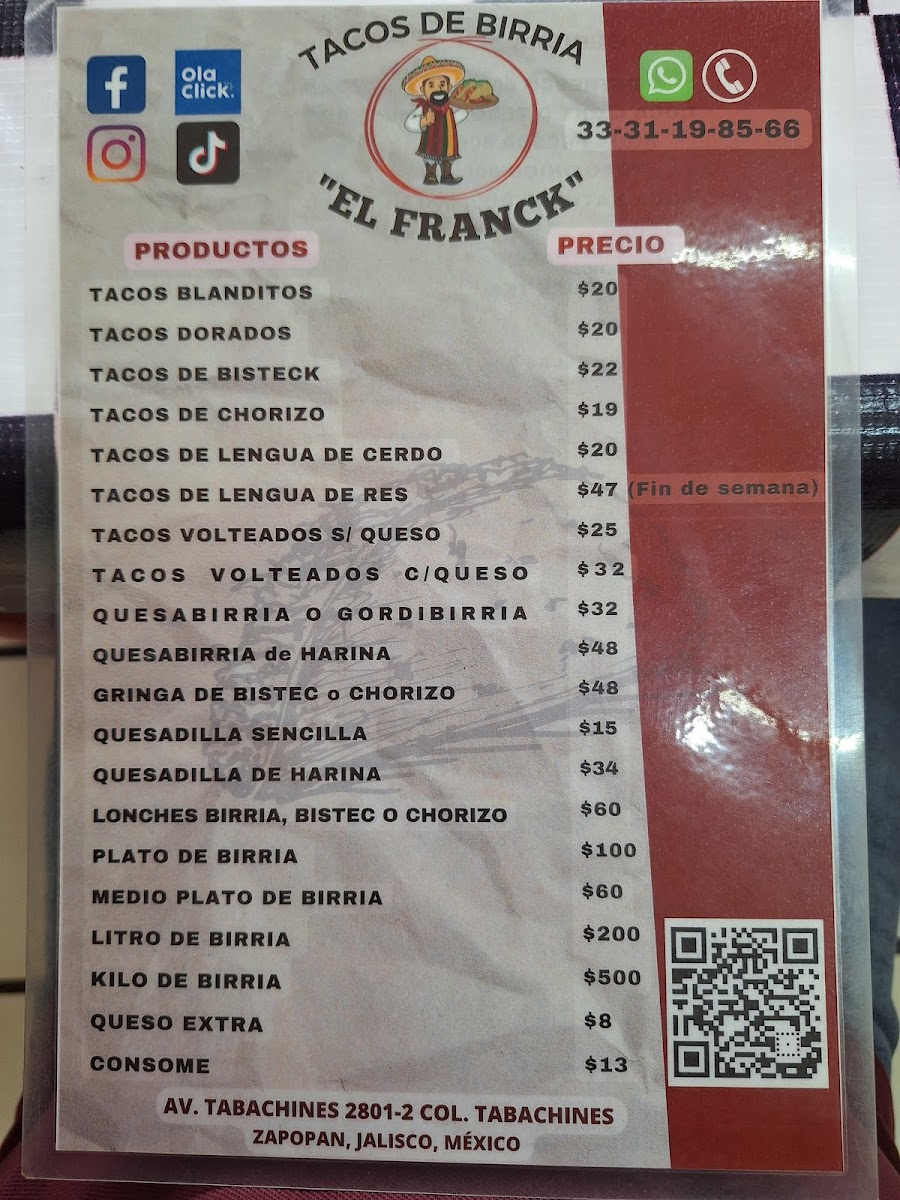 TACOS DE BIRRIA
Ola
click.
33-31-19-85-66
"EL FRANCK"
PRODUCTOS PRECIO
TACOS BLANDITOS $20
TACOS DORADOS $20
TACOS DE BISTECK $22
TACOS DE CHORIZO $19
TACOS DE LENGUA DE CERDO $20
TACOS DE LENGUA DE RES $47 (Fin de semana)
TACOS VOLTEADOS S/ QUESO $25
TACOS VOLTEADOS C/QUESO $32
QUESABIRRIA O GORDIBIRRIA $32
QUESABIRRIA de HARINA $48
GRINGA DE BISTEC o CHORIZO $48
QUESADILLA SENCILLA $15
QUESADILLA DE HARINA $34
LONCHES BIRRIA, BISTEC O CHORIZO $60
PLATO DE BIRRIA $100
MEDIO PLATO DE BIRRIA $60
LITRO DE BIRRIA $200
KILO DE BIRRIA $500
QUESO EXTRA $8
CONSOME $13
AV. TABACHINES 2801-2 COL. TABACHINES
ZAPOPAN, JALISCO, MÉXICO